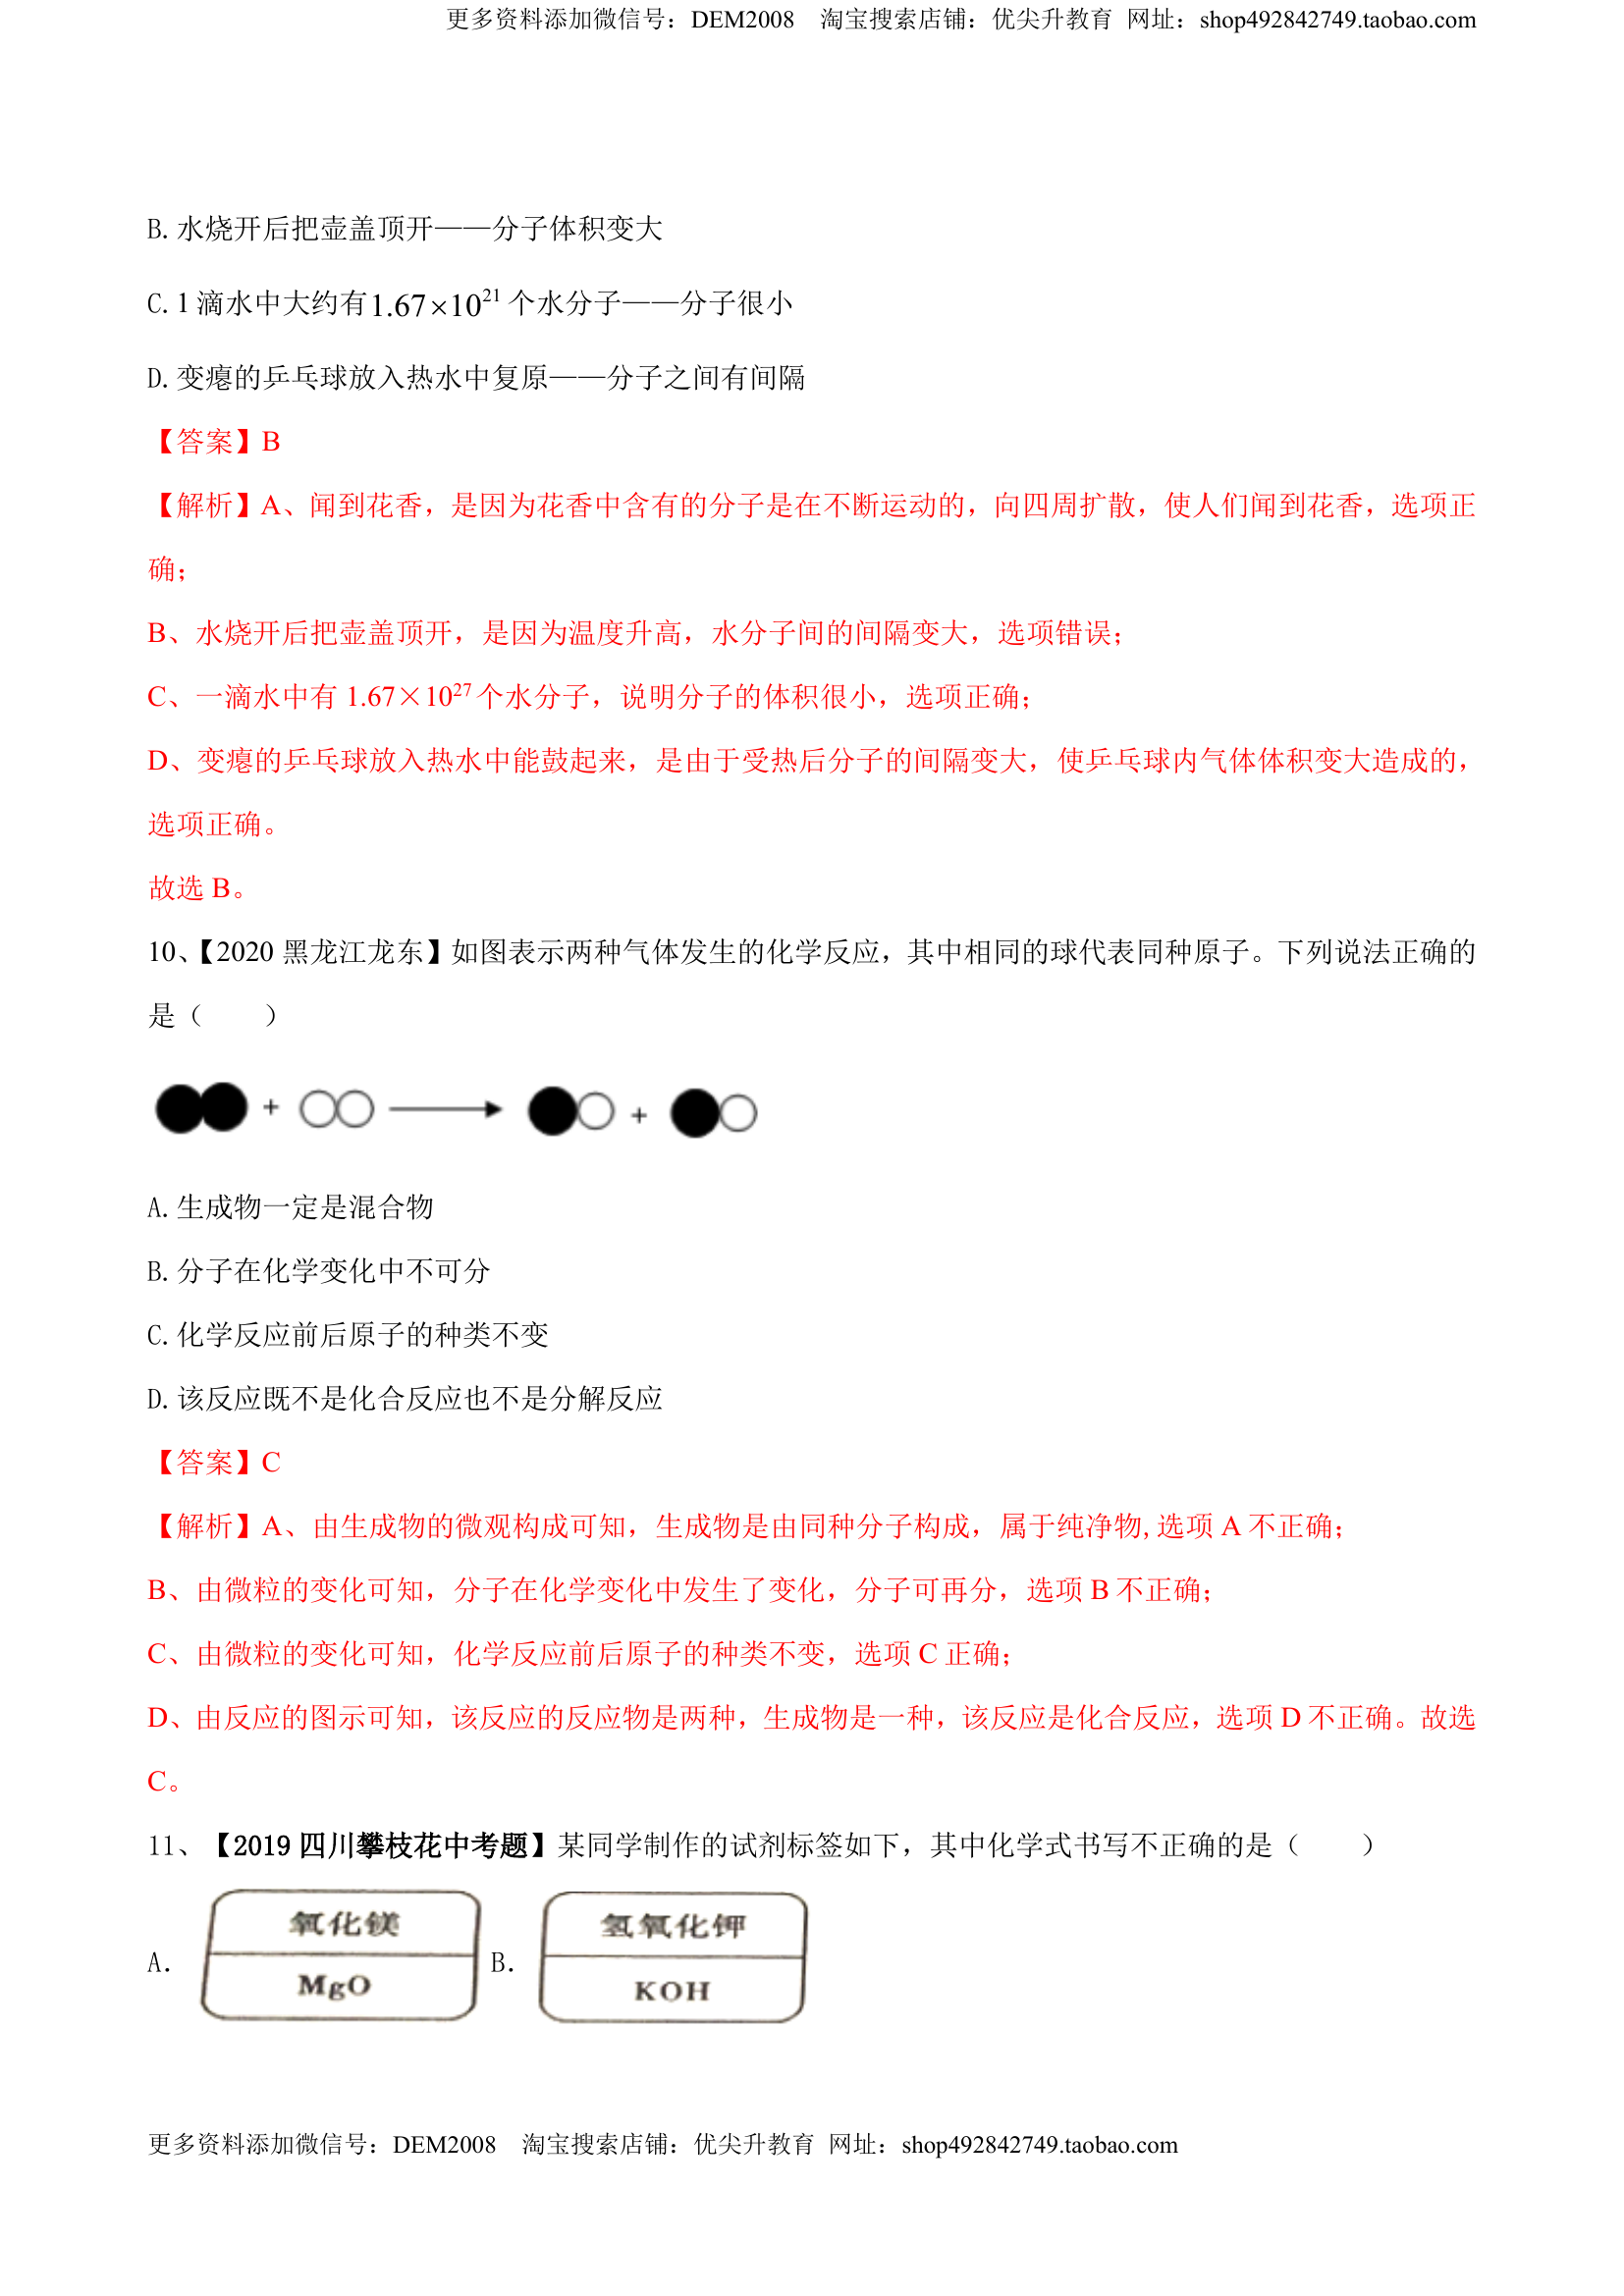 更多资料添加微信号：DEM2008 淘宝搜索店铺：优尖升教育 网址：shop492842749.taobao.com
B.水烧开后把壶盖顶开——分子体积变大
C.1 滴水中大约有1.67×10²¹ 个水分子——分子很小
D.变瘪的乒乓球放入热水中复原——分子之间有间隔
【答案】B
【解析】A、闻到花香，是因为花香中含有的分子是在不断运动的，向四周扩散，使人们闻到花香，选项正
确；
B、水烧开后把壶盖顶开，是因为温度升高，水分子间的间隔变大，选项错误；
C、一滴水中有 1.67×10²⁷个水分子，说明分子的体积很小，选项正确；
D、变瘪的乒乓球放入热水中能鼓起来，是由于受热后分子的间隔变大，使乒乓球内气体体积变大造成的，
选项正确。
故选 B。
10、【2020 黑龙江龙东】如图表示两种气体发生的化学反应，其中相同的球代表同种原子。下列说法正确的
是（ ）
+ +
A.生成物一定是混合物
B.分子在化学变化中不可分
C.化学反应前后原子的种类不变
D.该反应既不是化合反应也不是分解反应
【答案】C
【解析】A、由生成物的微观构成可知，生成物是由同种分子构成，属于纯净物,选项 A 不正确；
B、由微粒的变化可知，分子在化学变化中发生了变化，分子可再分，选项 B 不正确；
C、由微粒的变化可知，化学反应前后原子的种类不变，选项 C 正确；
D、由反应的图示可知，该反应的反应物是两种，生成物是一种，该反应是化合反应，选项 D 不正确。故选
C。
11、【2019 四川攀枝花中考题】某同学制作的试剂标签如下，其中化学式书写不正确的是（ ）
A. 氧化镁 B. 氢氧化钾
MgO KOH
更多资料添加微信号：DEM2008 淘宝搜索店铺：优尖升教育 网址：shop492842749.taobao.com